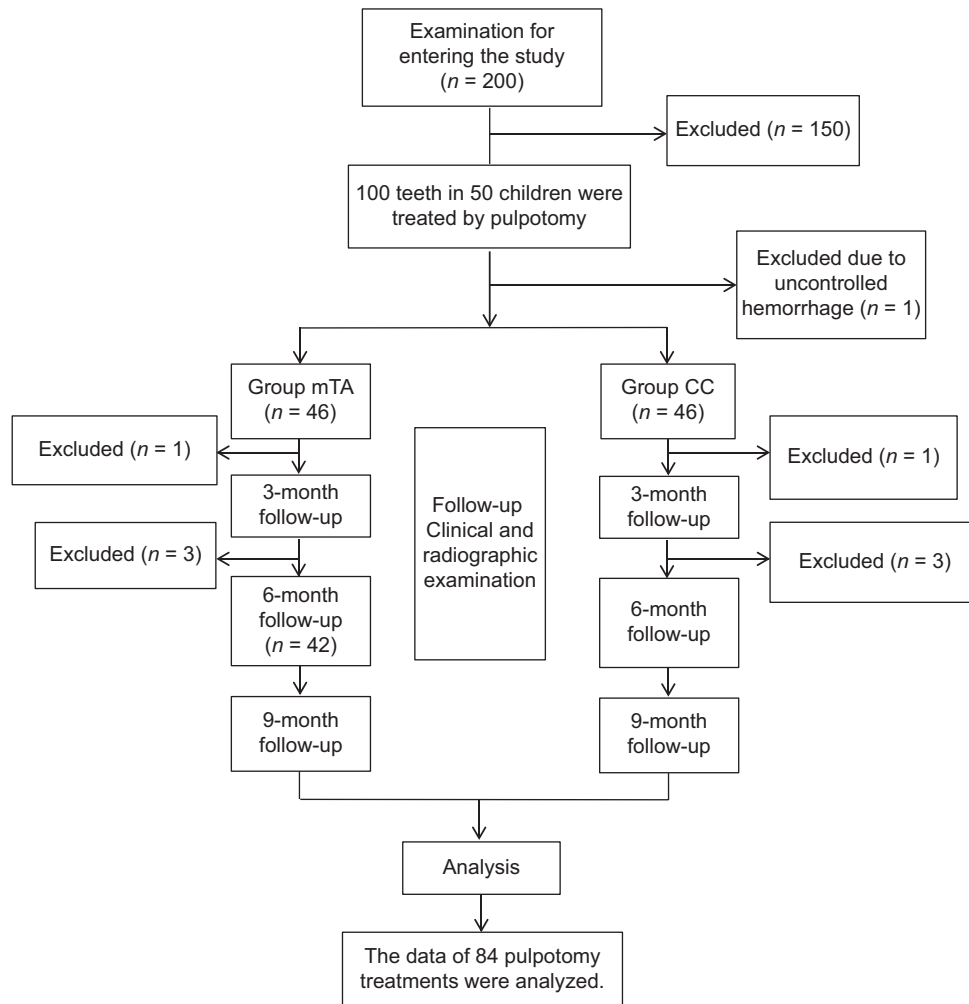 Examination for
entering the study
(n = 200)
Excluded (n = 150)
100 teeth in 50 children were
treated by pulpotomy
Excluded due to
uncontrolled
hemorrhage (n = 1)
Group mTA
(n = 46)
Group CC
(n = 46)
Excluded (n = 1)
Excluded (n = 1)
3-month
follow-up
Follow-up
Clinical and
radiographic
examination
3-month
follow-up
Excluded (n = 3)
Excluded (n = 3)
6-month
follow-up
(n = 42)
6-month
follow-up
9-month
follow-up
9-month
follow-up
Analysis
The data of 84 pulpotomy
treatments were analyzed.